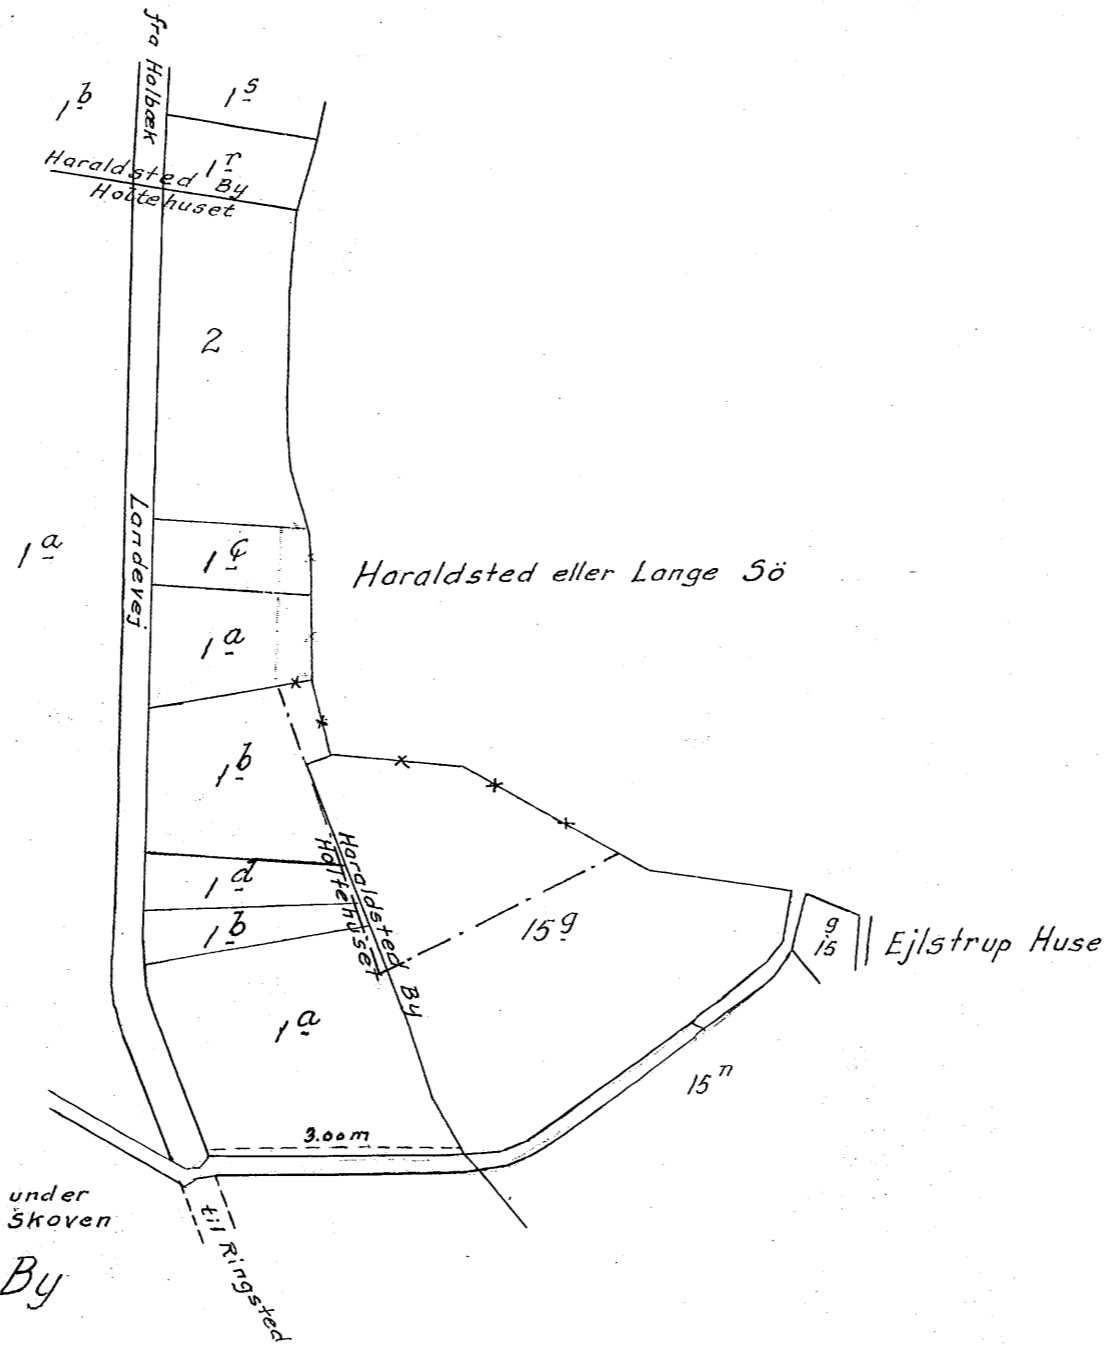 fra Holbæk
1b
1s
1r
Haraldsted By
Holtehuset
2
Landevej
1a
1c
Haraldsted eller Lange Sö
1a
1b
Haraldsted By
Holtehuset
1d
1b
15g
g
15
Ejlstrup Huse
1a
15n
3.00m
under
Skoven
By
til Ringsted